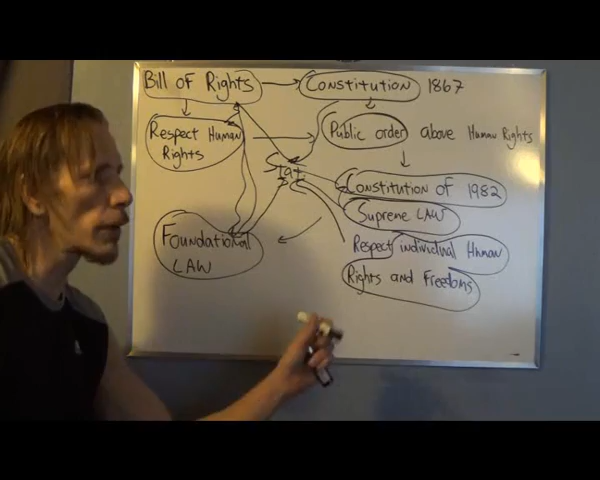 Bill of Rights
Constitution 1867
Respect Human
Rights
Public order above Human Rights
Constitution of 1982
Supreme LAW
Foundational
LAW
Respect individual Human
Rights and Freedoms